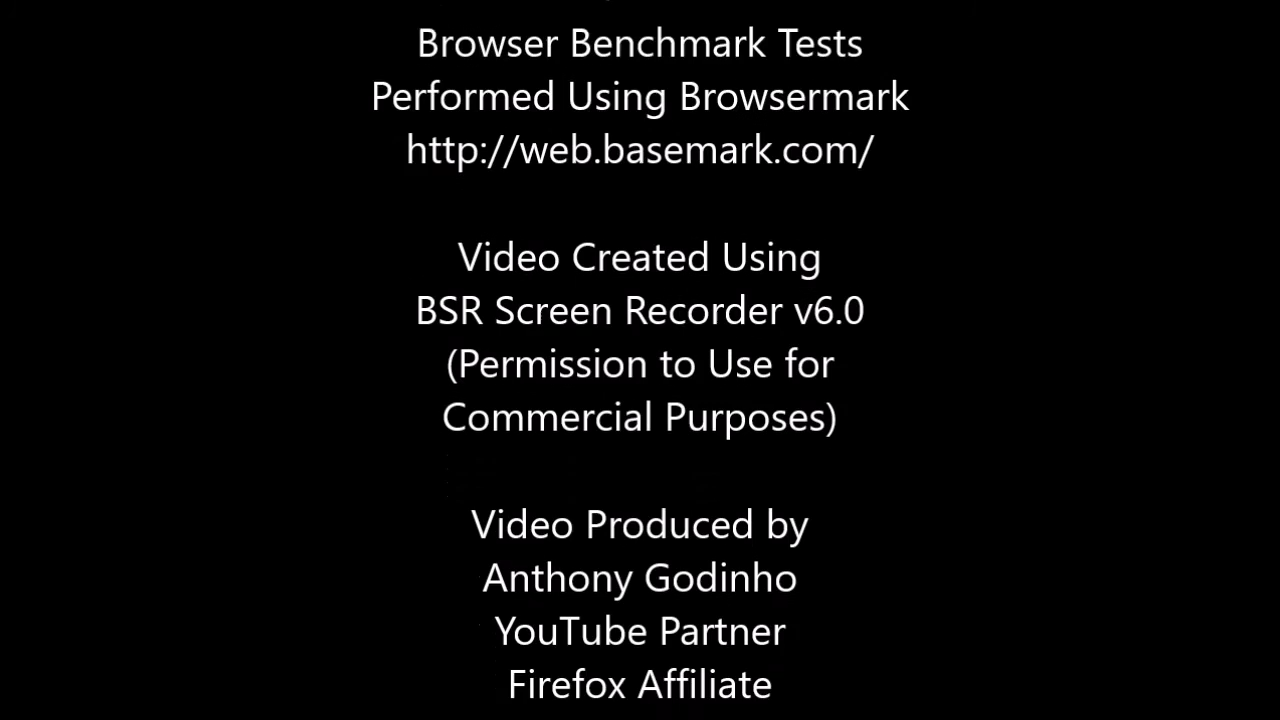 Browser Benchmark Tests
Performed Using Browsermark
http://web.basemark.com/
Video Created Using
BSR Screen Recorder v6.0
(Permission to Use for
Commercial Purposes)
Video Produced by
Anthony Godinho
YouTube Partner
Firefox Affiliate